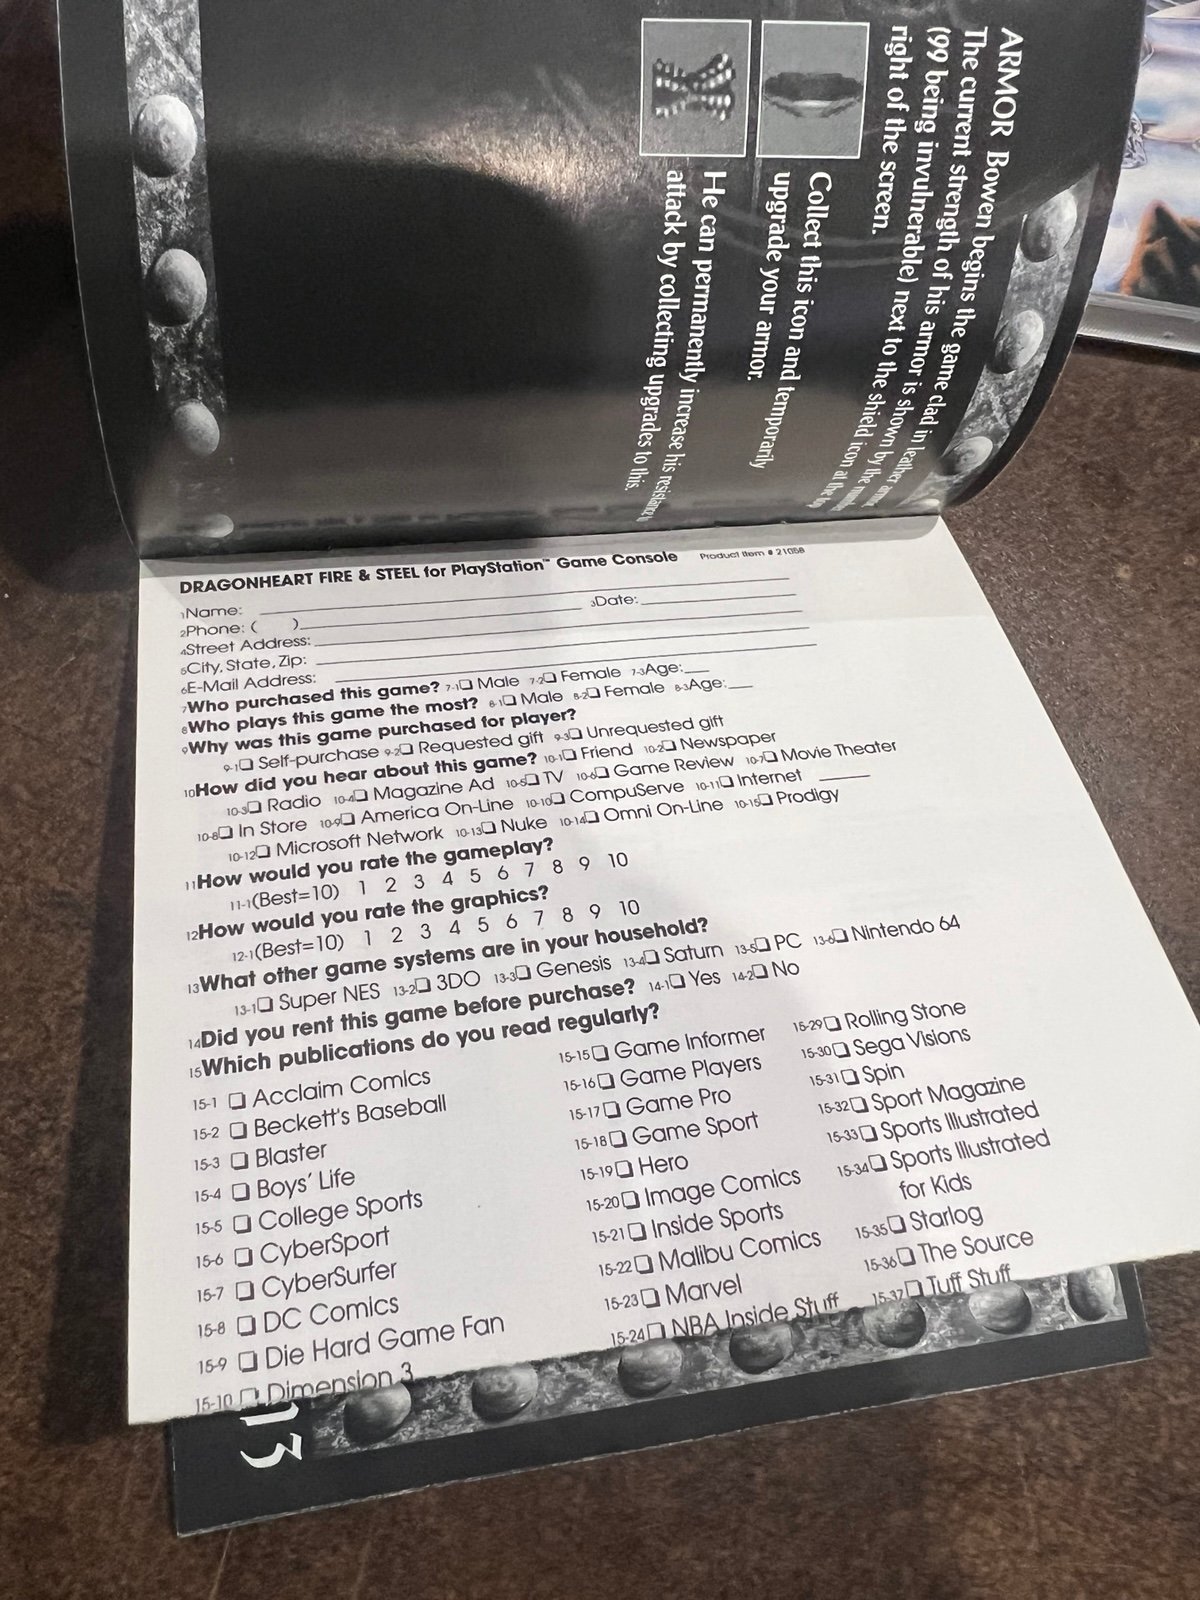 ARMOR Bowen begins the game clad in leather
The current strength of his armor is shown by the
(99 being invulnerable) next to the shield icon at the top
right of the screen.
Collect this icon and temporarily
upgrade your armor.
He can permanently increase his resistance to
attack by collecting upgrades to this.
DRAGONHEART FIRE & STEEL for PlayStation™ Game Console Product Item #
1Name: 3Date:
2Phone: ( )
4Street Address:
5City, State, Zip:
6E-Mail Address:
7Who purchased this game? 7-1❑ Male 7-2❑ Female 7-3Age:
8Who plays this game the most? 8-1❑ Male 8-2❑ Female 8-3Age:
9Why was this game purchased for player?
9-1❑ Self-purchase 9-2❑ Requested gift 9-3❑ Unrequested gift
10How did you hear about this game? 10-1❑ Friend 10-2❑ Newspaper
10-3❑ Radio 10-4❑ Magazine Ad 10-5❑ TV 10-6❑ Game Review 10-7❑ Movie Theater
10-8❑ In Store 10-9❑ America On-Line 10-10❑ CompuServe 10-11❑ Internet
10-12❑ Microsoft Network 10-13❑ Nuke 10-14❑ Omni On-Line 10-15❑ Prodigy
11How would you rate the gameplay?
11-1(Best=10) 1 2 3 4 5 6 7 8 9 10
12How would you rate the graphics?
12-1(Best=10) 1 2 3 4 5 6 7 8 9 10
13What other game systems are in your household?
13-1❑ Super NES 13-2❑ 3DO 13-3❑ Genesis 13-4❑ Saturn 13-5❑ PC 13-6❑ Nintendo 64
14Did you rent this game before purchase? 14-1❑ Yes 14-2❑ No
15Which publications do you read regularly?
15-1 ❑ Acclaim Comics
15-2 ❑ Beckett's Baseball
15-3 ❑ Blaster
15-4 ❑ Boys' Life
15-5 ❑ College Sports
15-6 ❑ CyberSport
15-7 ❑ CyberSurfer
15-8 ❑ DC Comics
15-9 ❑ Die Hard Game Fan
15-10 ❑ Dimension 3
15-15❑ Game Informer
15-16❑ Game Players
15-17❑ Game Pro
15-18❑ Game Sport
15-19❑ Hero
15-20❑ Image Comics
15-21❑ Inside Sports
15-22❑ Malibu Comics
15-23❑ Marvel
15-24❑ NBA Inside Stuff
15-29❑ Rolling Stone
15-30❑ Sega Visions
15-31❑ Spin
15-32❑ Sport Magazine
15-33❑ Sports Illustrated
15-34❑ Sports Illustrated
for Kids
15-35❑ Starlog
15-36❑ The Source
15-37❑ Tuff Stuff
13